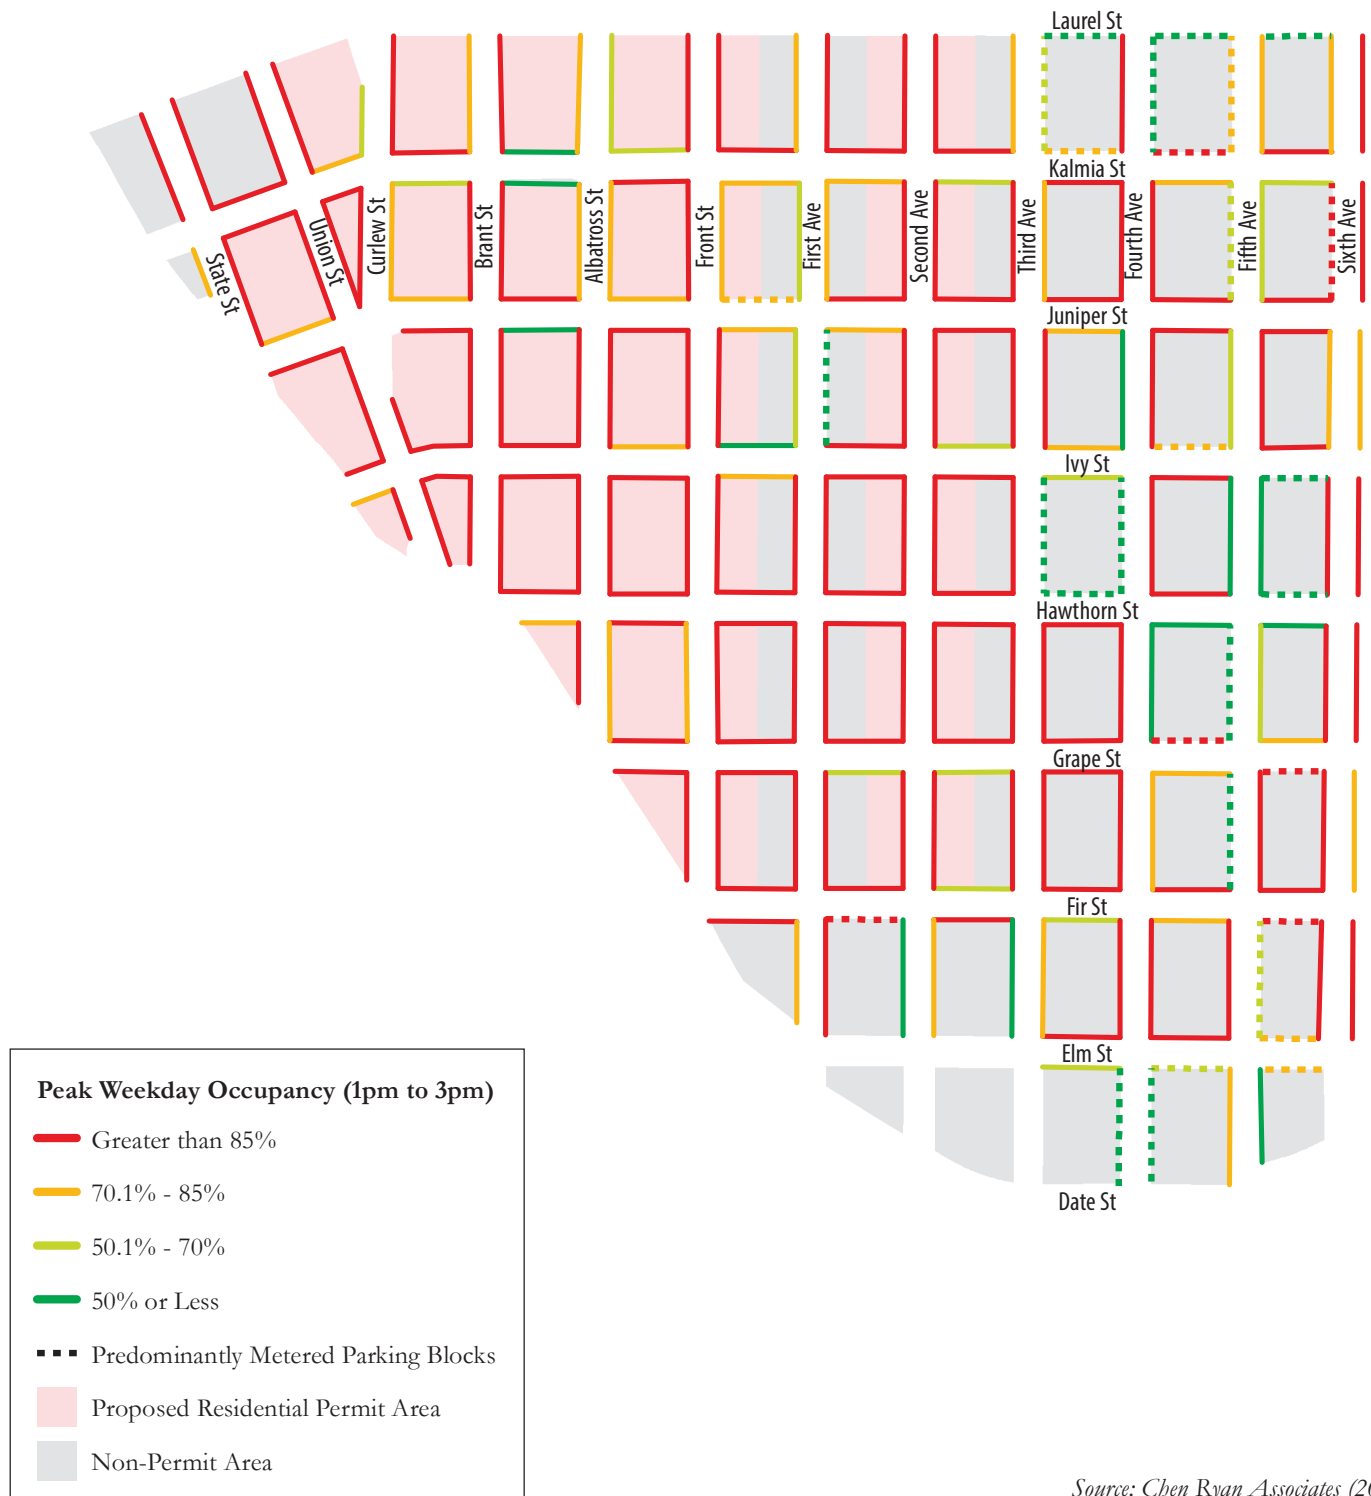 Laurel St
Kalmia St
State St
Union St
Curlew St
Brant St
Albatross St
Front St
First Ave
Second Ave
Third Ave
Fourth Ave
Fifth Ave
Sixth Ave
Juniper St
Ivy St
Hawthorn St
Grape St
Fir St
Elm St
Date St
Peak Weekday Occupancy (1pm to 3pm)
Greater than 85%
70.1% - 85%
50.1% - 70%
50% or Less
Predominantly Metered Parking Blocks
Proposed Residential Permit Area
Non-Permit Area
Source: Chen Ryan Associates (20